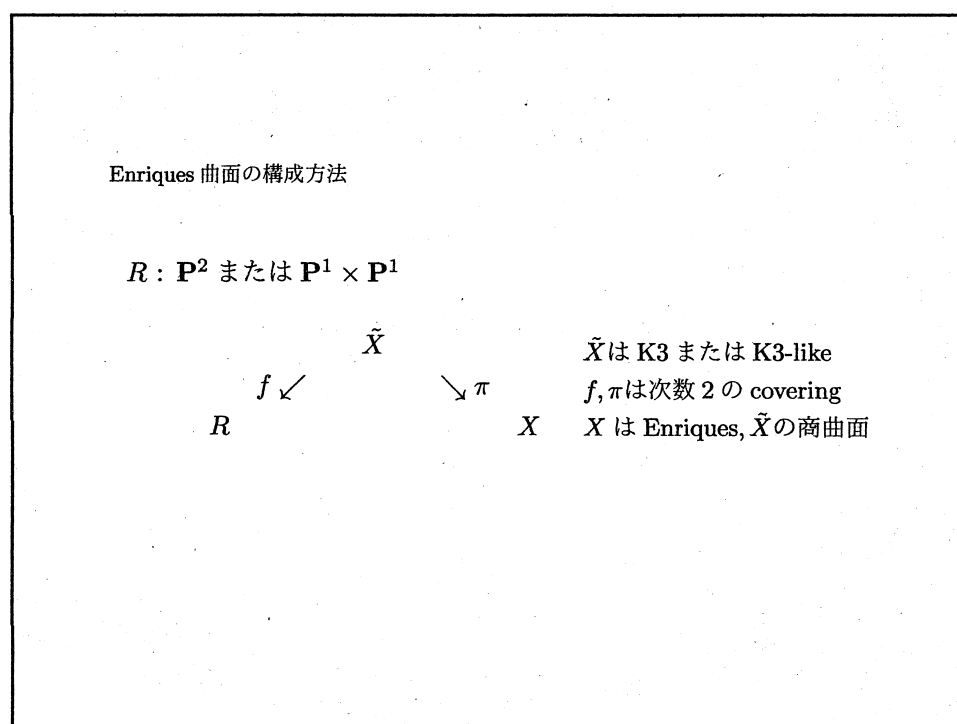 Enriques 曲面の構成方法
R : P² または P¹ × P¹
X̃ X̃は K3 または K3-like
f ↙ ↘ π f, πは次数 2 の covering
R X X は Enriques, X̃の商曲面